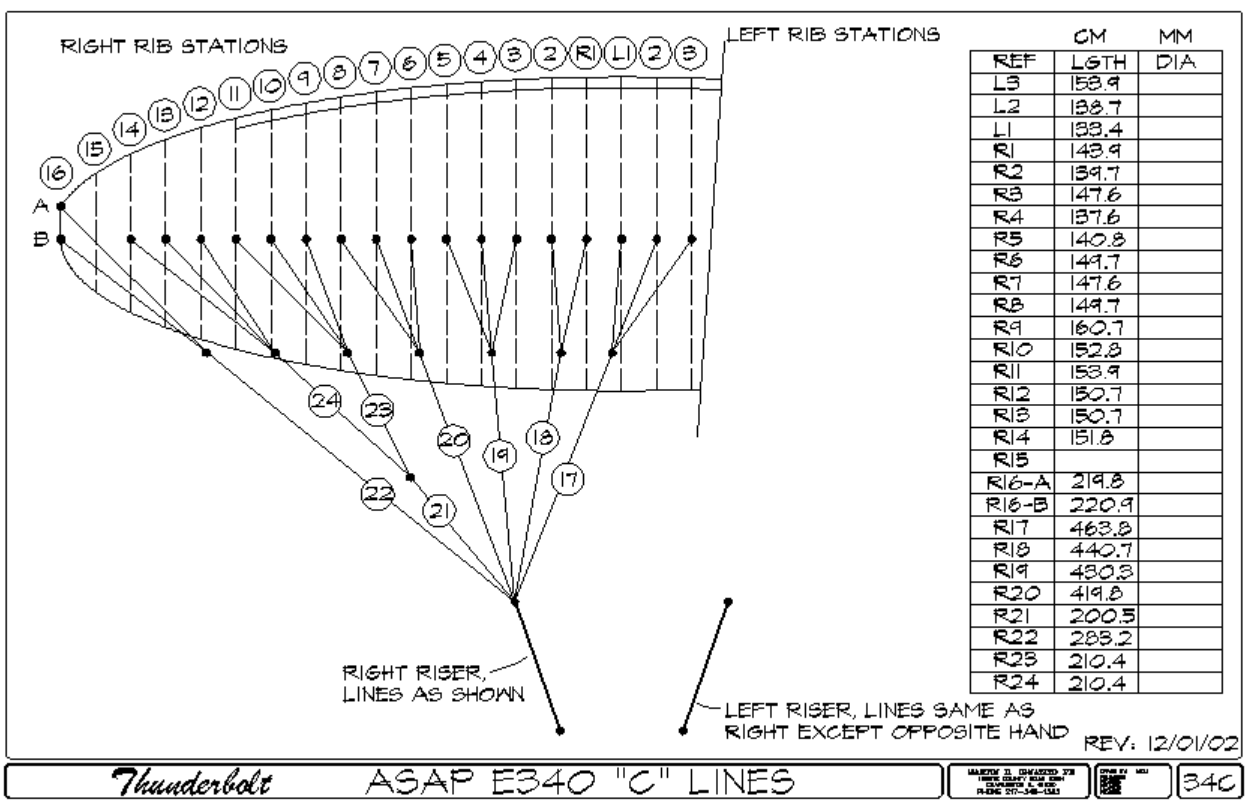 RIGHT RIB STATIONS
LEFT RIB STATIONS
16
15
14
13
12
11
10
9
8
7
6
5
4
3
2
R1
L1
2
3
A
B
24
23
20
19
18
17
22
21
RIGHT RISER,
LINES AS SHOWN
LEFT RISER, LINES SAME AS
RIGHT EXCEPT OPPOSITE HAND
CM MM
REF LGTH DIA
L3 153.9
L2 138.7
L1 133.4
R1 143.9
R2 139.7
R3 147.6
R4 137.6
R5 140.8
R6 149.7
R7 147.6
R8 149.7
R9 160.7
R10 152.8
R11 153.9
R12 150.7
R13 150.7
R14 151.8
R15
R16-A 219.8
R16-B 220.9
R17 463.8
R18 440.7
R19 430.3
R20 419.8
R21 200.5
R22 283.2
R23 210.4
R24 210.4
REV: 12/01/02
Thunderbolt
ASAP E340 "C" LINES
34C